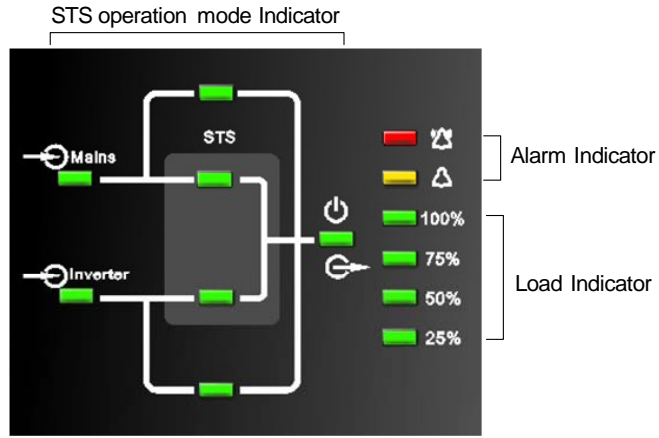 STS operation mode Indicator
STS
Mains
Alarm Indicator
100%
75%
Inverter
Load Indicator
50%
25%